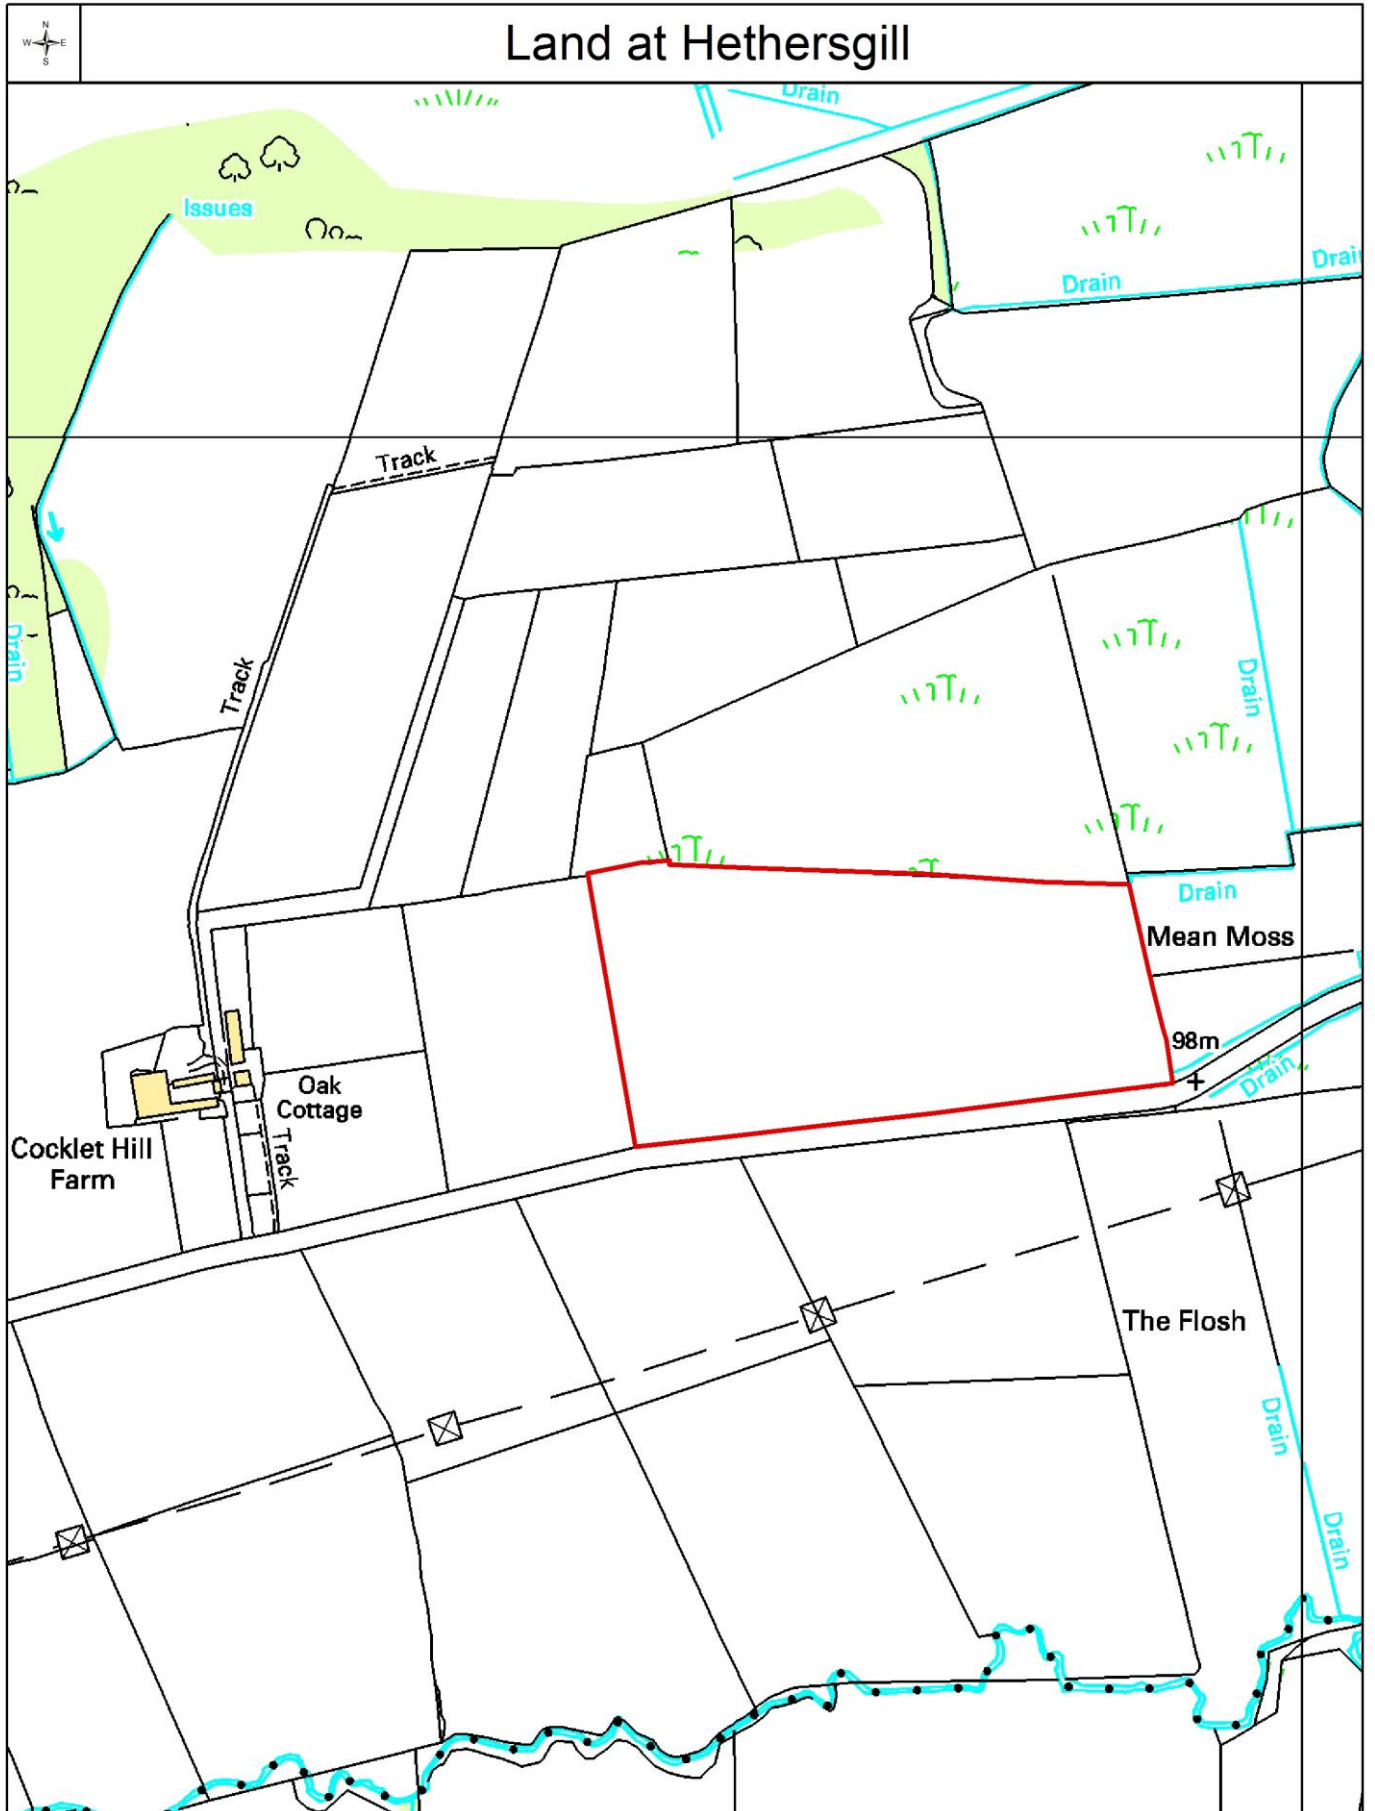 N
W E
S
Land at Hethersgill
Drain
Issues
Drain
Drain
Track
Track
Drain
Drain
Drain
Mean Moss
98m
Drain
Oak
Cottage
Track
Cocklet Hill
Farm
The Flosh
Drain
Drain